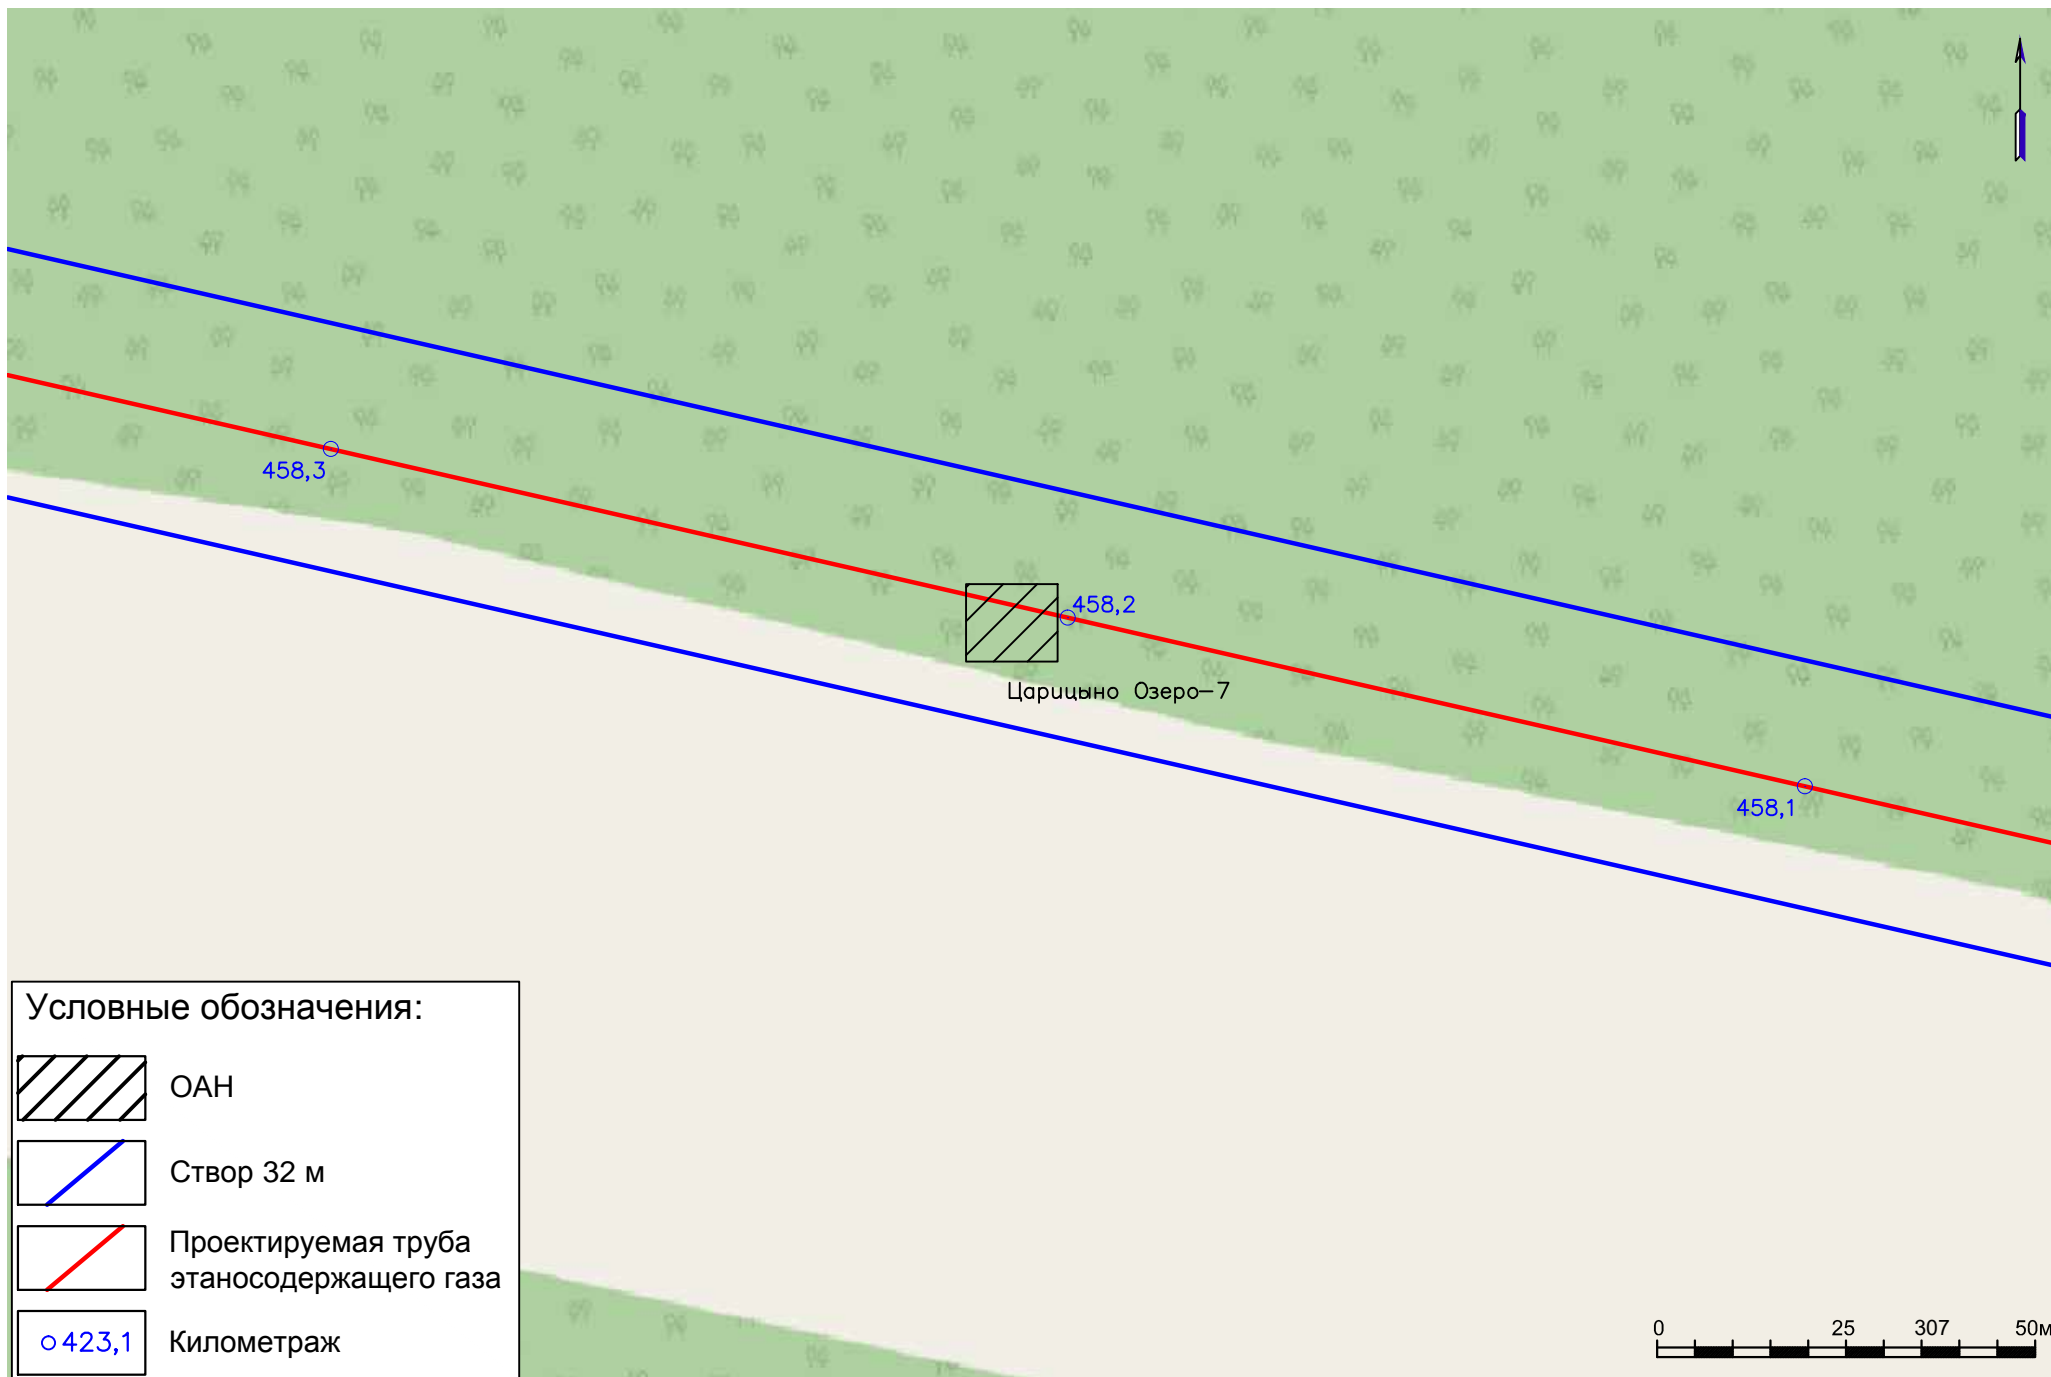 458,3
458,2
Царицыно Озеро-7
458,1
Условные обозначения:
ОАН
Створ 32 м
Проектируемая труба
этаносодержащего газа
423,1 Километраж
0 25 307 50м